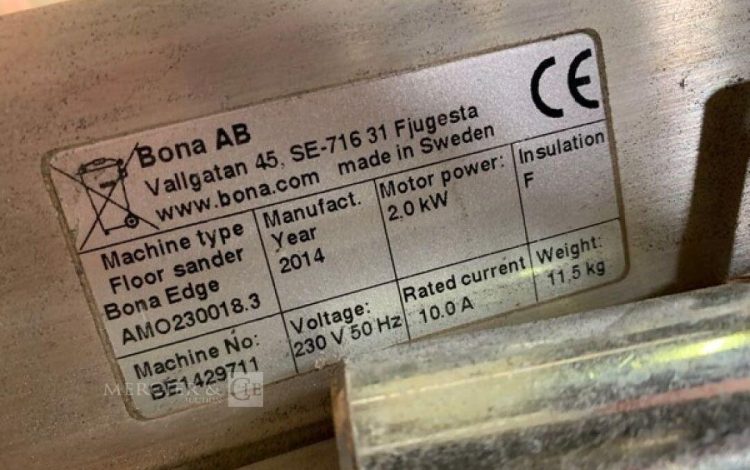 Bona AB
Vallgatan 45, SE-716 31 Fjugesta
www.bona.com made in Sweden
CE
Machine type
Floor sander
Bona Edge
AMO230018.3
Manufact.
Year
2014
Motor power:
2,0 kW
Insulation
F
Machine No:
BE1429711
Voltage:
230 V 50 Hz
Rated current
10.0 A
Weight:
11,5 kg
MERCIER & CIE